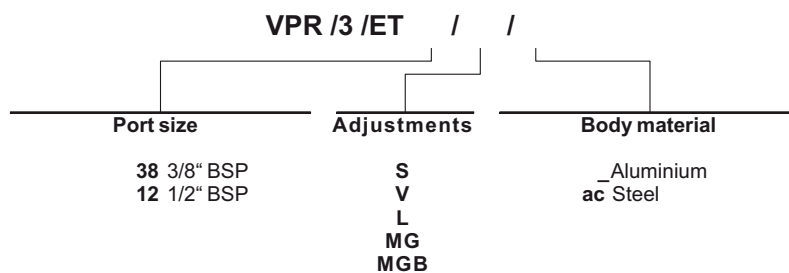 VPR /3 /ET / /
Port size Adjustments Body material
38 3/8“ BSP S _Aluminium
12 1/2“ BSP V ac Steel
L
MG
MGB